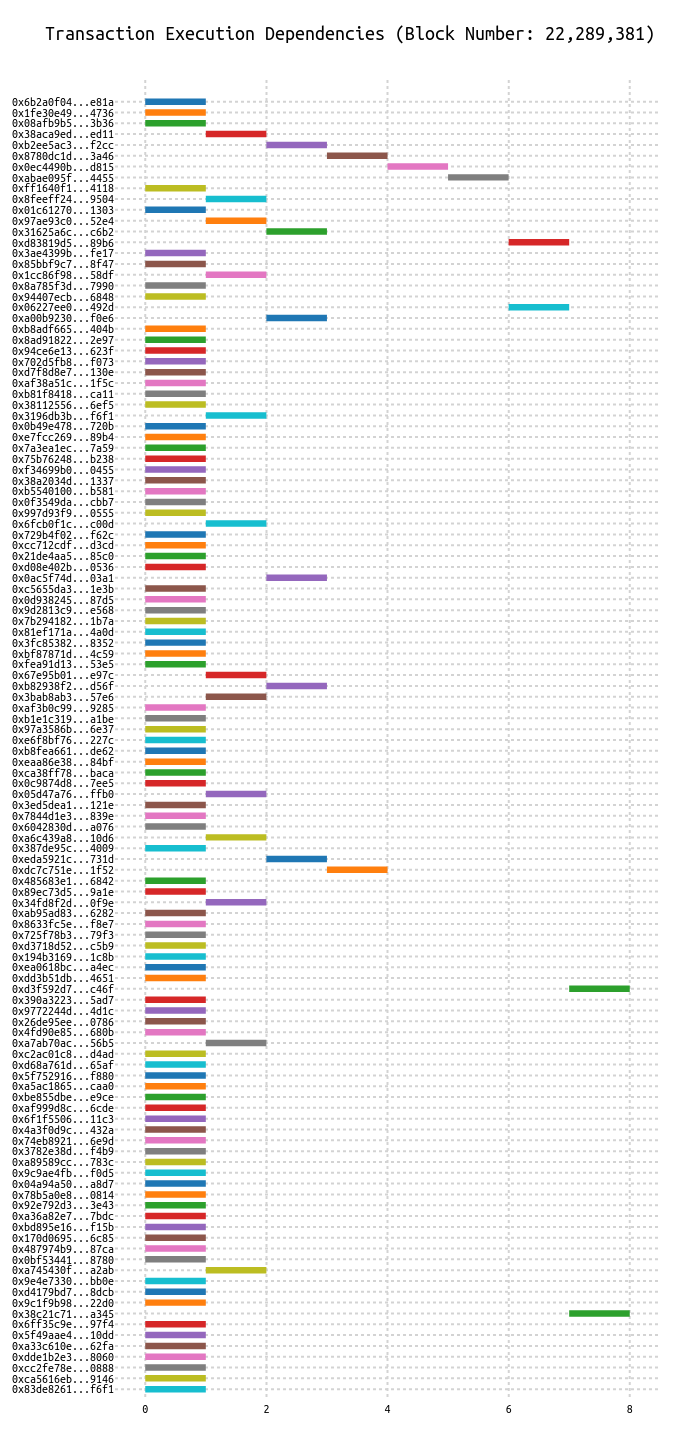 Transaction Execution Dependencies (Block Number: 22,289,381)
0x6b2a0f04...e81a
0x1fe30e49...4736
0x08afb9b5...3b36
0x38aca9ed...ed11
0xb2ee5ac3...f2cc
0x8780dc1d...3a46
0x0ec4490b...d815
0xabae095f...4455
0xff1640f1...4118
0x8feeff24...9504
0x01c61270...1303
0x97ae93c0...52e4
0x31625a6c...c6b2
0xd83819d5...89b6
0x3ae4399b...fe17
0x85bbf9c7...8f47
0x1cc86f98...58df
0x8a785f3d...7990
0x94407ecb...6848
0x06227ee0...492d
0xa00b9230...f0e6
0xb8adf665...404b
0x8ad91822...2e97
0x94ce6e13...623f
0x702d5fb8...f073
0xd7f8d8e7...130e
0xaf38a51c...1f5c
0xb81f8418...ca11
0x38112556...6ef5
0x3196db3b...f6f1
0x0b49e478...720b
0xe7fcc269...89b4
0x7a3ea1ec...7a59
0x75b76248...b238
0xf34699b0...0455
0x38a2034d...1337
0xb5540100...b581
0x0f3549da...cbb7
0x997d93f9...0555
0x6fcb0f1c...c00d
0x729b4f02...f62c
0xcc712cdf...d3cd
0x21de4aa5...85c0
0xd08e402b...0536
0x0ac5f74d...03a1
0xc5655da3...1e3b
0x0d938245...87d5
0x9d2813c9...e568
0x7b294182...1b7a
0x81ef171a...4a0d
0x3fc85382...8352
0xbf87871d...4c59
0xfea91d13...53e5
0x67e95b01...e97c
0xb82938f2...d56f
0x3bab8ab3...57e6
0xaf3b0c99...9285
0xb1e1c319...a1be
0x97a3586b...6e37
0xe6f8bf76...227c
0xb8fea661...de62
0xeaa86e38...84bf
0xca38ff78...baca
0x0c9874d8...7ee5
0x05d47a76...ffb0
0x3ed5dea1...121e
0x7844d1e3...839e
0x6042830d...a076
0xa6c439a8...10d6
0x387de95c...4009
0xeda5921c...731d
0xdc7c751e...1f52
0x485683e1...6842
0x89ec73d5...9a1e
0x34fd8f2d...0f9e
0xab95ad83...6282
0x8633fc5e...f8e7
0x725f78b3...79f3
0xd3718d52...c5b9
0x194b3169...1c8b
0xea0618bc...a4ec
0xdd3b51db...4651
0xd3f592d7...c46f
0x390a3223...5ad7
0x9772244d...4d1c
0x26de95ee...0786
0x4fd90e85...680b
0xa7ab70ac...56b5
0xc2ac01c8...d4ad
0xd68a761d...65af
0x5f752916...f880
0xa5ac1865...caa0
0xbe855dbe...e9ce
0xaf999d8c...6cde
0x6f1f5506...11c3
0x4a3f0d9c...432a
0x74eb8921...6e9d
0x3782e38d...f4b9
0xa89589cc...783c
0x9c9ae4fb...f0d5
0x04a94a50...a8d7
0x78b5a0e8...0814
0x92e792d3...3e43
0xa36a82e7...7bdc
0xbd895e16...f15b
0x170d0695...6c85
0x487974b9...87ca
0x0bf53441...8780
0xa745430f...a2ab
0x9e4e7330...bb0e
0xd4179bd7...8dcb
0x9c1f9b98...22d0
0x38c21c71...a345
0x6ff35c9e...97f4
0x5f49aae4...10dd
0xa33c610e...62fa
0xdde1b2e3...8060
0xcc2fe78e...0888
0xca5616eb...9146
0x83de8261...f6f1
0 2 4 6 8